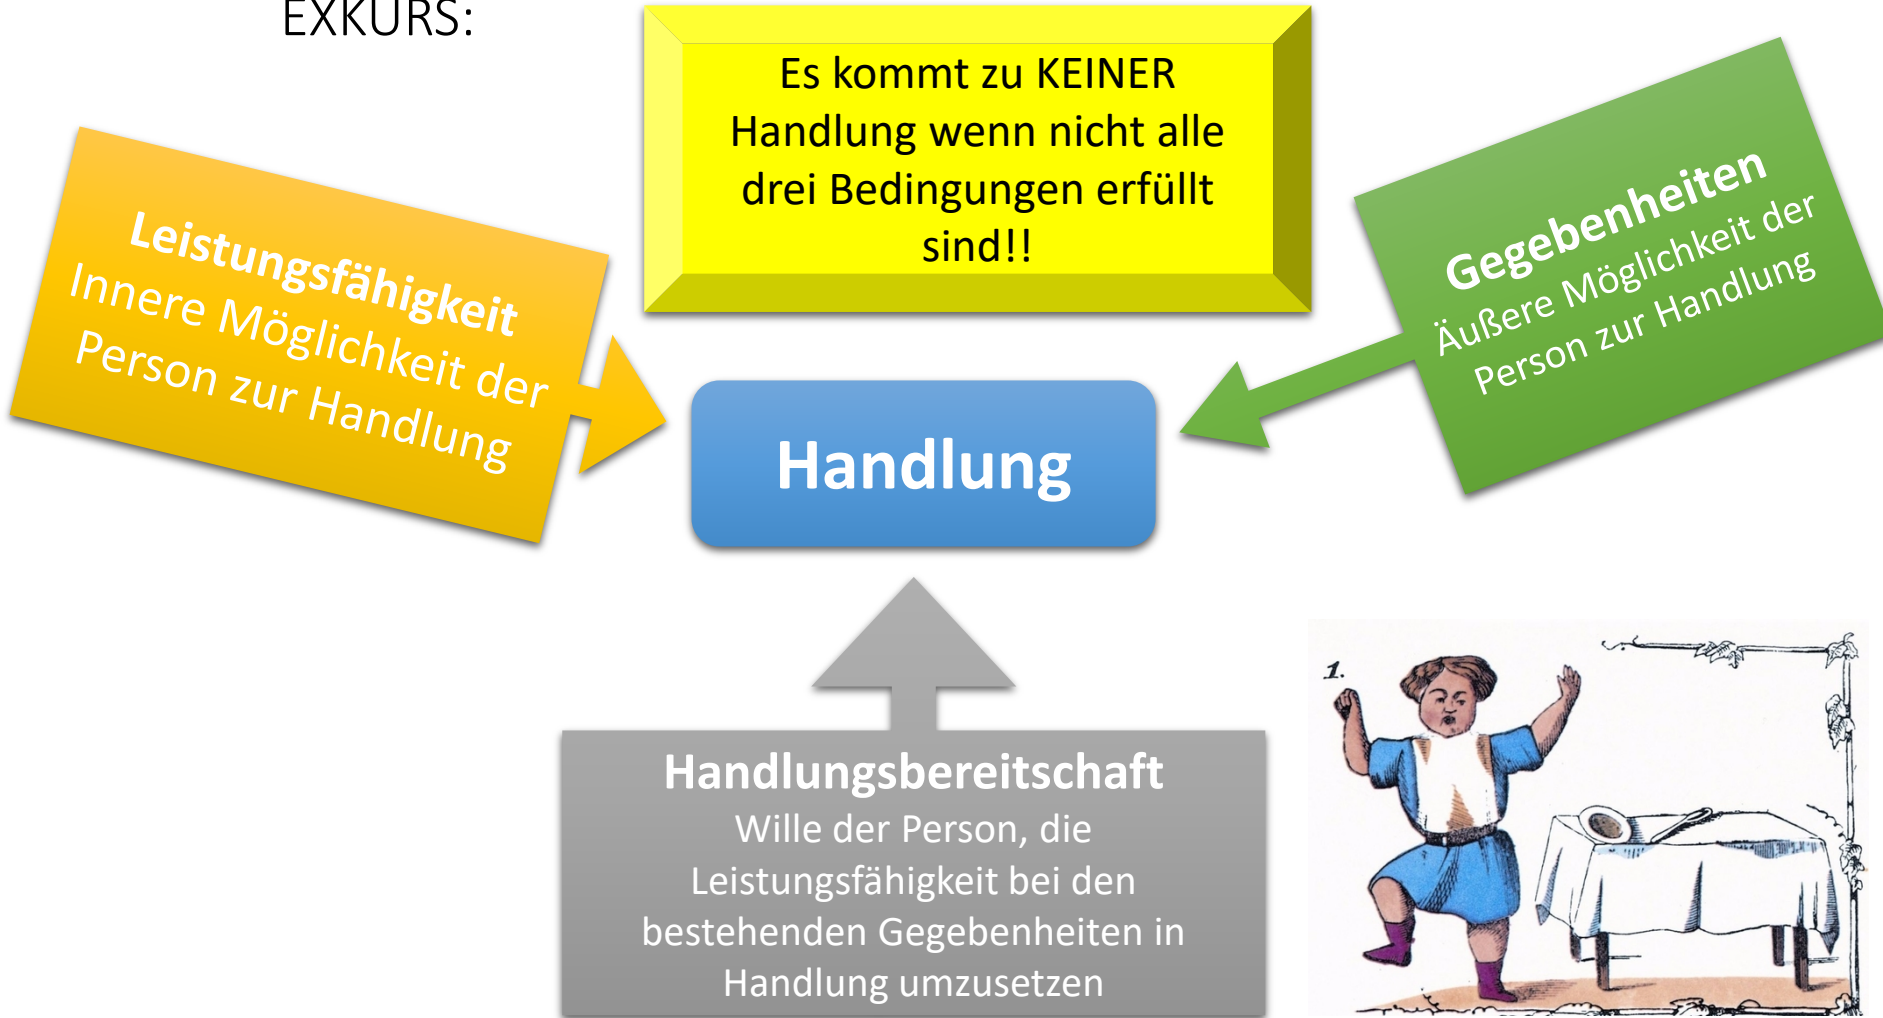 EXKURS:
Es kommt zu KEINER
Handlung wenn nicht alle
drei Bedingungen erfüllt
sind!!
Leistungsfähigkeit
Innere Möglichkeit der
Person zur Handlung
Gegebenheiten
Äußere Möglichkeit der
Person zur Handlung
Handlung
Handlungsbereitschaft
Wille der Person, die
Leistungsfähigkeit bei den
bestehenden Gegebenheiten in
Handlung umzusetzen
1.